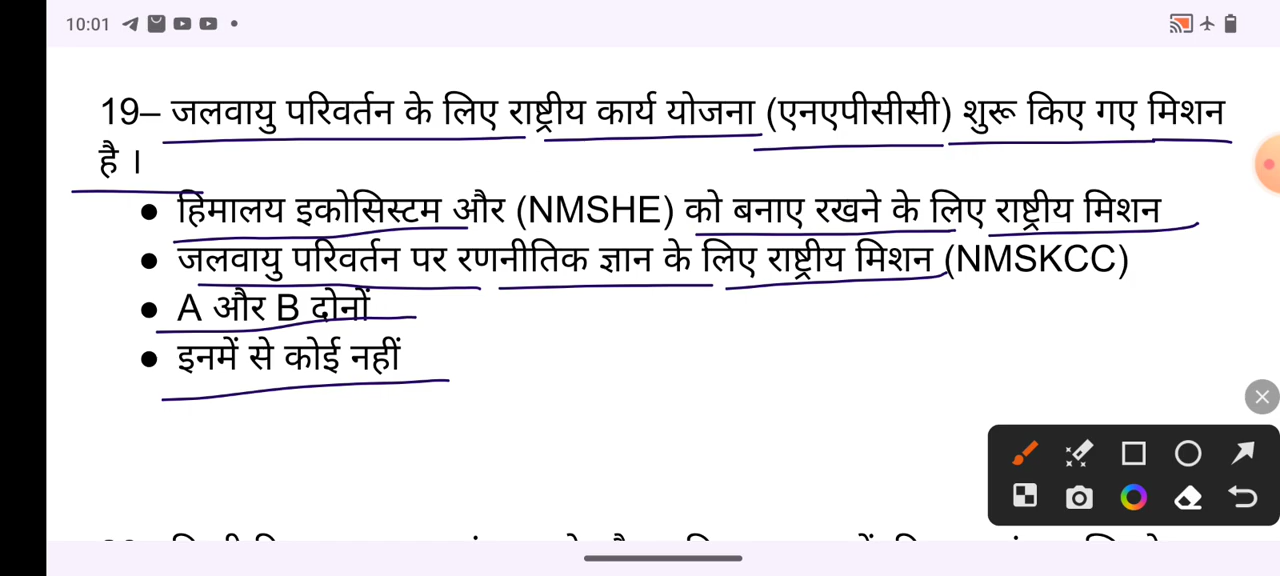 10:01
19– जलवायु परिवर्तन के लिए राष्ट्रीय कार्य योजना (एनएपीसीसी) शुरू किए गए मिशन
है ।
● हिमालय इकोसिस्टम और (NMSHE) को बनाए रखने के लिए राष्ट्रीय मिशन
● जलवायु परिवर्तन पर रणनीतिक ज्ञान के लिए राष्ट्रीय मिशन (NMSKCC)
● A और B दोनों
● इनमें से कोई नहीं